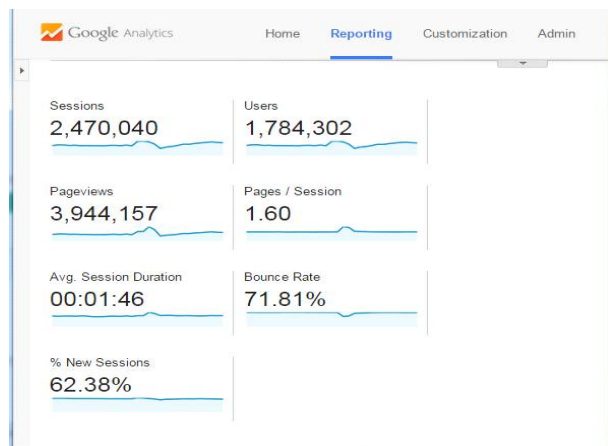 Google Analytics Home Reporting Customization Admin
Sessions Users
2,470,040 1,784,302
Pageviews Pages / Session
3,944,157 1.60
Avg. Session Duration Bounce Rate
00:01:46 71.81%
% New Sessions
62.38%